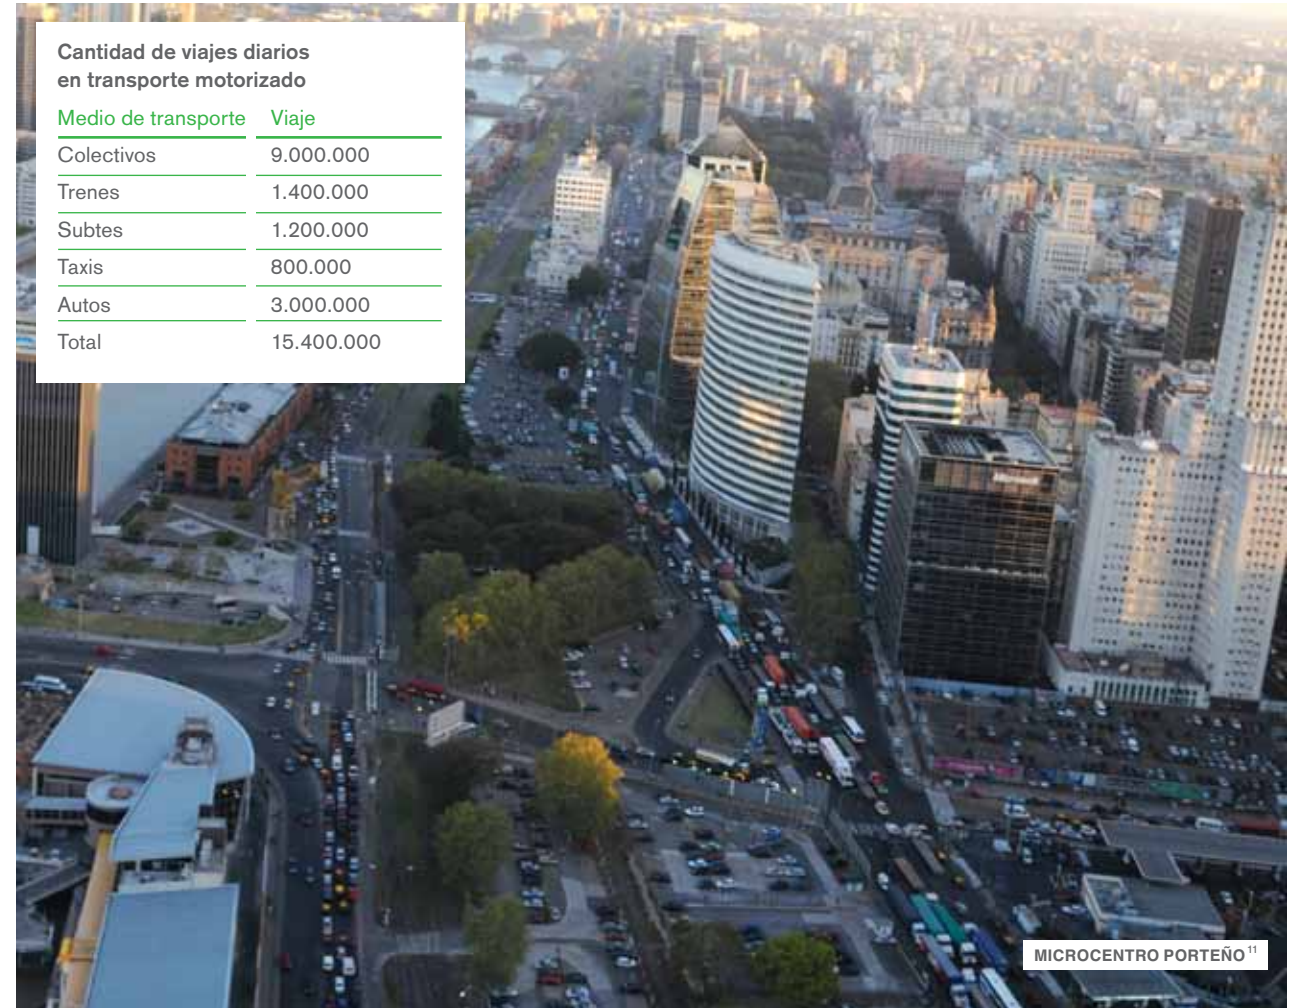 Cantidad de viajes diarios
en transporte motorizado
Medio de transporte Viaje
Colectivos 9.000.000
Trenes 1.400.000
Subtes 1.200.000
Taxis 800.000
Autos 3.000.000
Total 15.400.000
MICROCENTRO PORTEÑO 11